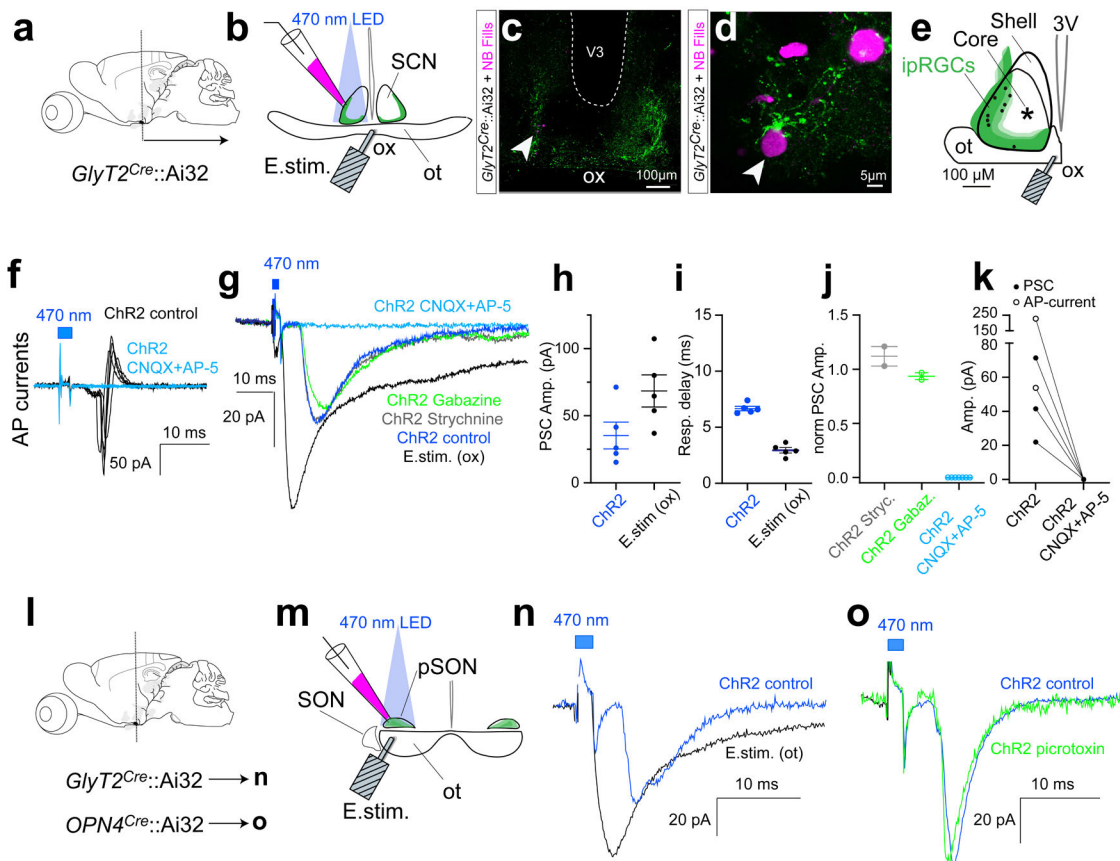 a
GlyT2Cre::Ai32
b
470 nm LED
SCN
E.stim.
ox
ot
GlyT2Cre::Ai32 + NB Fills
c
V3
ox
100µm
GlyT2Cre::Ai32 + NB Fills
d
5µm
e
Shell
Core
3V
ipRGCs
*
ot
ox
100 µM
f
470 nm
ChR2 control
ChR2
CNQX+AP-5
AP currents
10 ms
50 pA
g
470 nm
ChR2 CNQX+AP-5
10 ms
20 pA
ChR2 Gabazine
ChR2 Strychnine
ChR2 control
E.stim. (ox)
h
PSC Amp. (pA)
100
50
0
ChR2
E.stim (ox)
i
Resp. delay (ms)
15
10
5
0
ChR2
E.stim (ox)
j
norm PSC Amp.
1.5
1.0
0.5
0.0
ChR2 Stryc.
ChR2 Gabaz.
ChR2
CNQX+AP-5
k
PSC
AP-current
Amp. (pA)
250
150
80
60
40
20
0
ChR2
ChR2
CNQX+AP-5
l
GlyT2Cre::Ai32 → n
OPN4Cre::Ai32 → o
m
470 nm LED
pSON
SON
ot
E.stim.
n
470 nm
ChR2 control
E.stim. (ot)
10 ms
20 pA
o
470 nm
ChR2 control
ChR2 picrotoxin
10 ms
20 pA